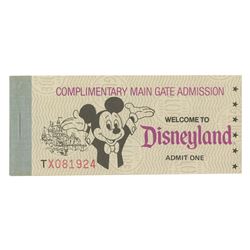 COMPLIMENTARY MAIN GATE ADMISSION
WELCOME TO
Disneyland
ADMIT ONE
TX081924